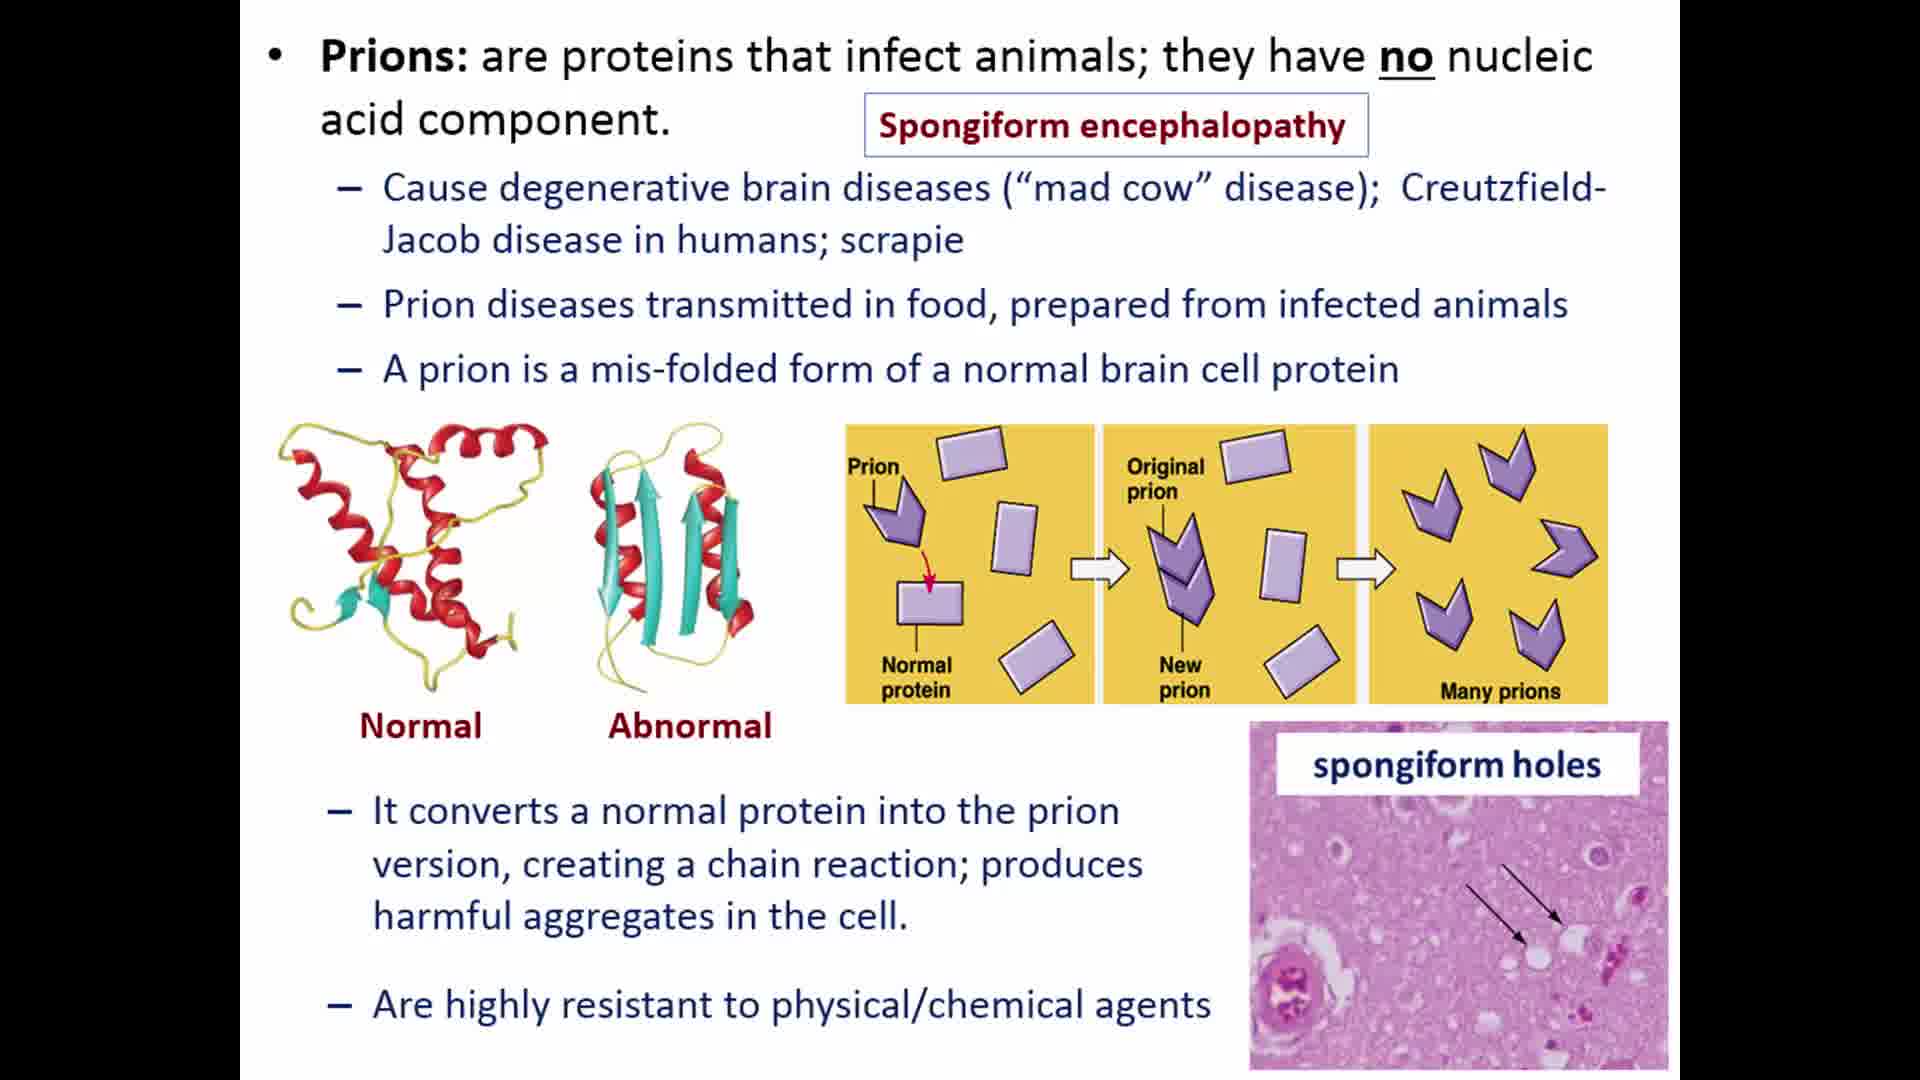 • Prions: are proteins that infect animals; they have no nucleic
acid component.
Spongiform encephalopathy
– Cause degenerative brain diseases (“mad cow” disease); Creutzfield-
Jacob disease in humans; scrapie
– Prion diseases transmitted in food, prepared from infected animals
– A prion is a mis-folded form of a normal brain cell protein
Normal
Abnormal
Prion
Normal
protein
Original
prion
New
prion
Many prions
– It converts a normal protein into the prion
version, creating a chain reaction; produces
harmful aggregates in the cell.
– Are highly resistant to physical/chemical agents
spongiform holes